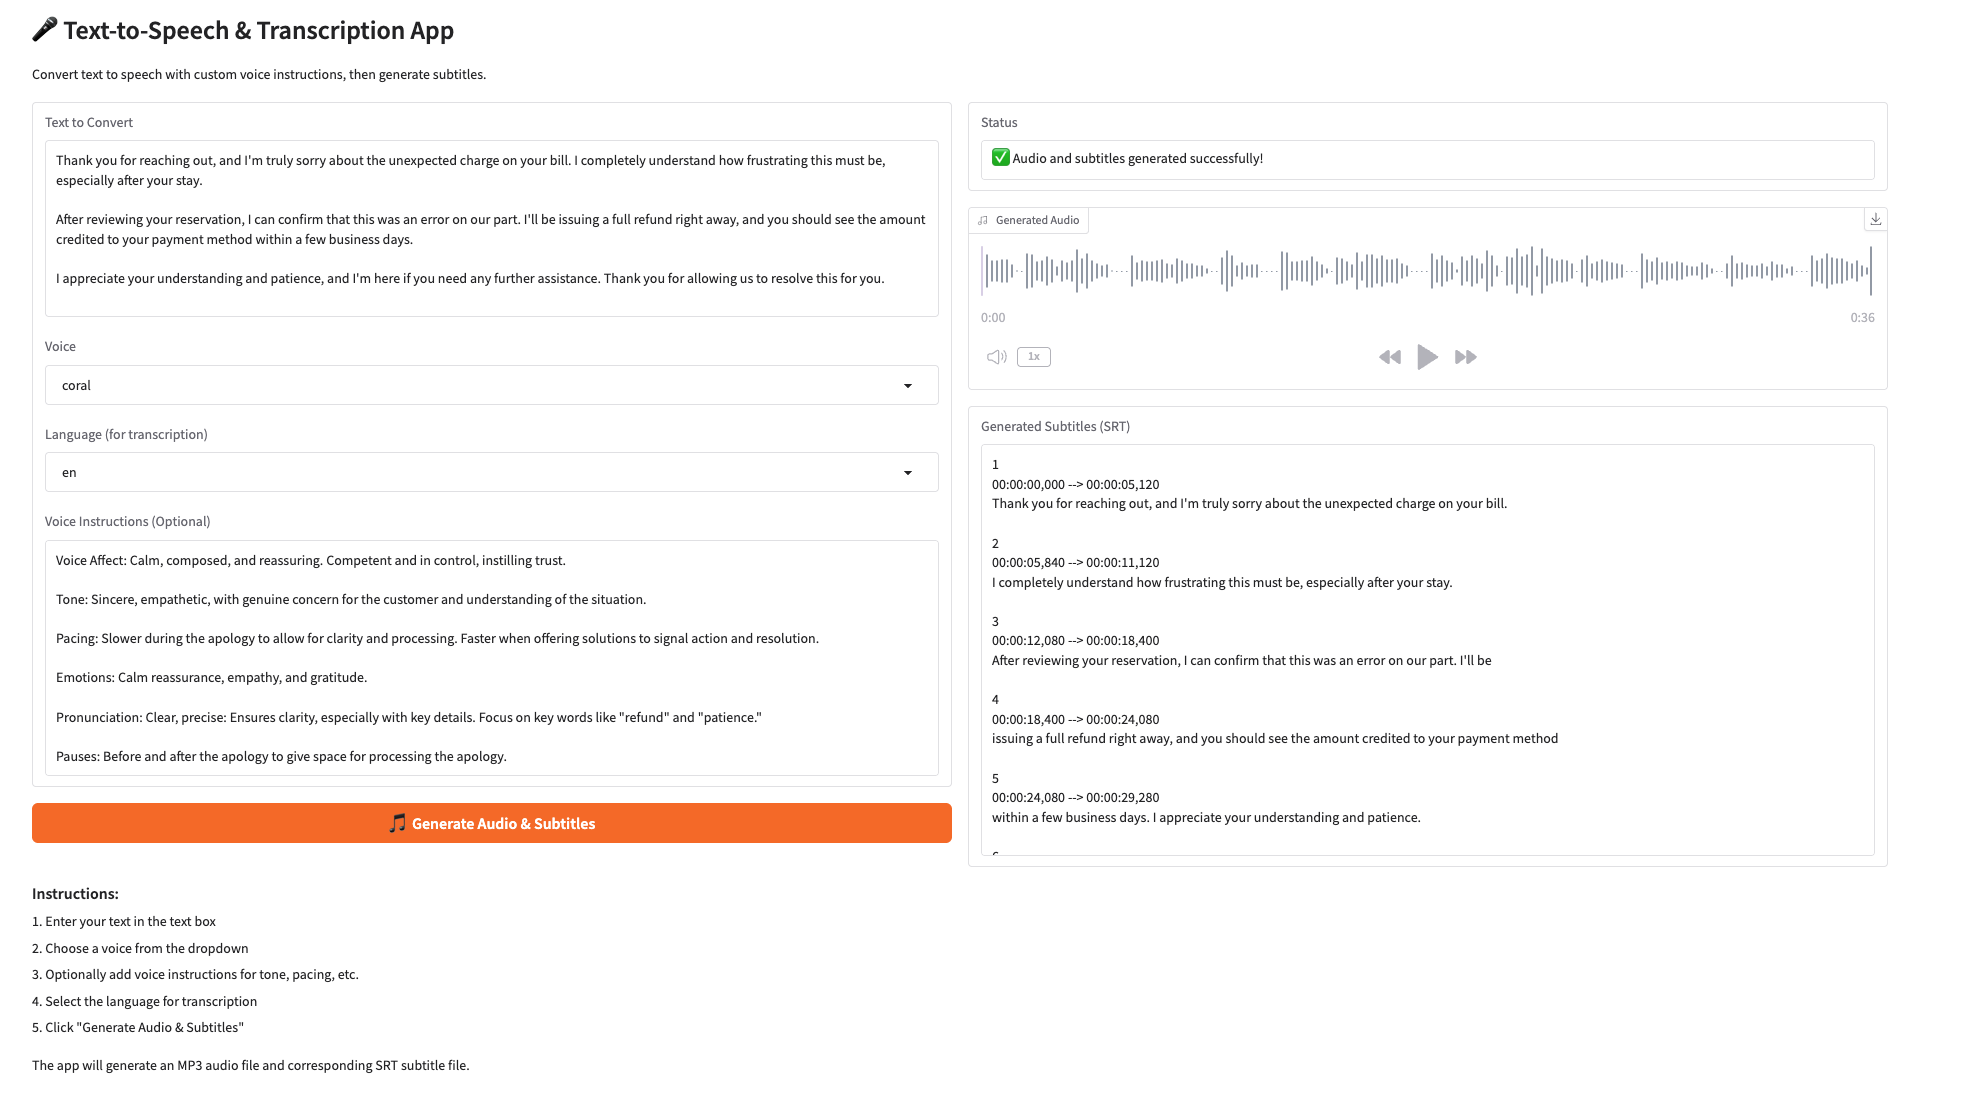 🎤 Text-to-Speech & Transcription App
Convert text to speech with custom voice instructions, then generate subtitles.
Text to Convert
Thank you for reaching out, and I'm truly sorry about the unexpected charge on your bill. I completely understand how frustrating this must be,
especially after your stay.
After reviewing your reservation, I can confirm that this was an error on our part. I'll be issuing a full refund right away, and you should see the amount
credited to your payment method within a few business days.
I appreciate your understanding and patience, and I'm here if you need any further assistance. Thank you for allowing us to resolve this for you.
Voice
coral
Language (for transcription)
en
Voice Instructions (Optional)
Voice Affect: Calm, composed, and reassuring. Competent and in control, instilling trust.
Tone: Sincere, empathetic, with genuine concern for the customer and understanding of the situation.
Pacing: Slower during the apology to allow for clarity and processing. Faster when offering solutions to signal action and resolution.
Emotions: Calm reassurance, empathy, and gratitude.
Pronunciation: Clear, precise: Ensures clarity, especially with key details. Focus on key words like "refund" and "patience."
Pauses: Before and after the apology to give space for processing the apology.
🎵 Generate Audio & Subtitles
Status
✅ Audio and subtitles generated successfully!
Generated Audio
0:00
0:36
1x
Generated Subtitles (SRT)
1
00:00:00,000 --> 00:00:05,120
Thank you for reaching out, and I'm truly sorry about the unexpected charge on your bill.
2
00:00:05,840 --> 00:00:11,120
I completely understand how frustrating this must be, especially after your stay.
3
00:00:12,080 --> 00:00:18,400
After reviewing your reservation, I can confirm that this was an error on our part. I'll be
4
00:00:18,400 --> 00:00:24,080
issuing a full refund right away, and you should see the amount credited to your payment method
5
00:00:24,080 --> 00:00:29,280
within a few business days. I appreciate your understanding and patience.
Instructions:
1. Enter your text in the text box
2. Choose a voice from the dropdown
3. Optionally add voice instructions for tone, pacing, etc.
4. Select the language for transcription
5. Click "Generate Audio & Subtitles"
The app will generate an MP3 audio file and corresponding SRT subtitle file.